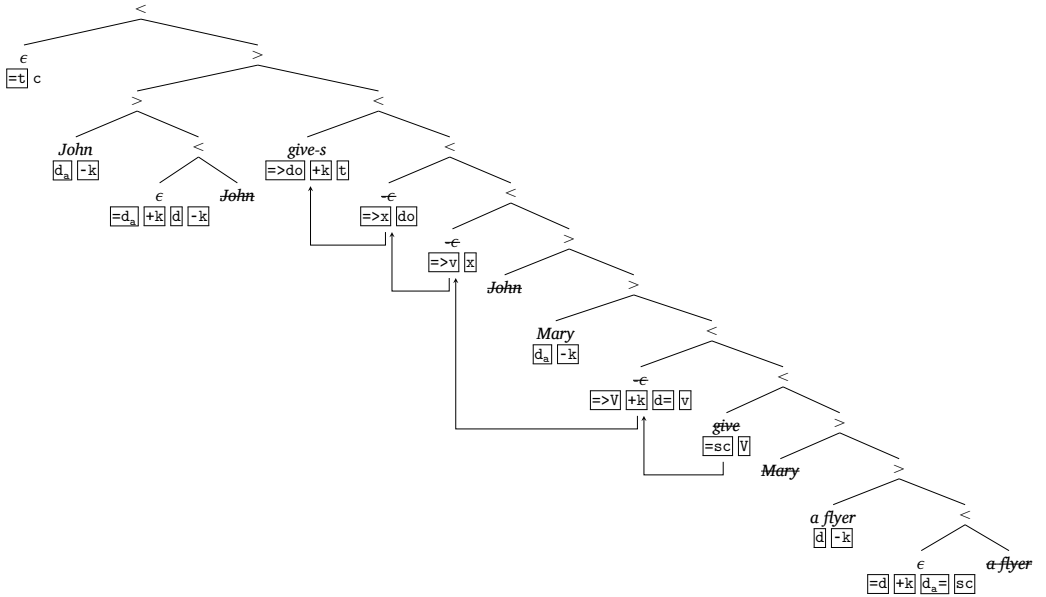 <
ϵ
=t c
>
>
<
John
d_a -k
<
give-s
=>do +k t
<
ϵ
=d_a +k d -k
John
-ϵ
=>x do
<
-ϵ
=>v x
>
John
>
Mary
d_a -k
<
-ϵ
=>V +k d= v
<
give
=sc V
>
Mary
>
a flyer
d -k
<
ϵ
=d +k d_a= sc
a flyer